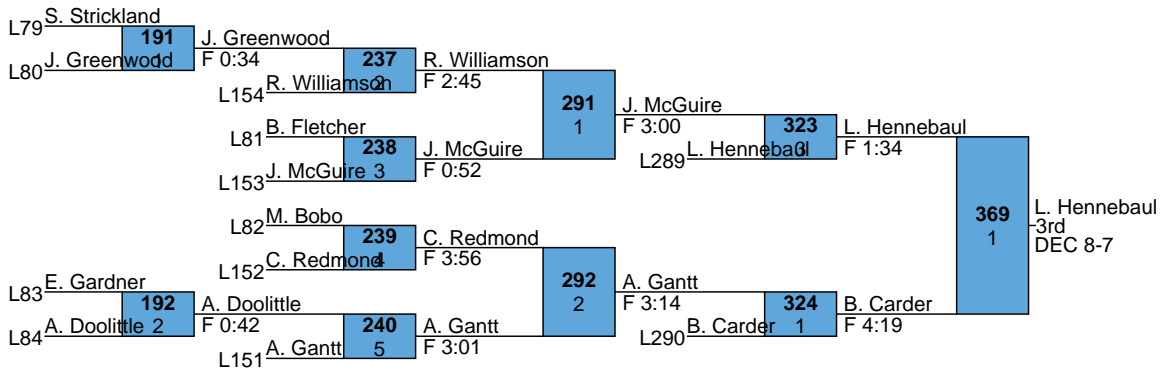 S. Strickland
L79
191
1
J. Greenwood
L80
J. Greenwood
F 0:34
237
2
R. Williamson
L154
R. Williamson
F 2:45
291
1
B. Fletcher
L81
238
3
J. McGuire
L153
J. McGuire
F 0:52
J. McGuire
F 3:00
323
3
L. Hennebaul
L289
L. Hennebaul
F 1:34
M. Bobo
L82
239
4
C. Redmond
L152
C. Redmond
F 3:56
292
2
E. Gardner
L83
192
2
A. Doolittle
L84
A. Doolittle
F 0:42
240
5
A. Gantt
L151
A. Gantt
F 3:01
A. Gantt
F 3:14
324
1
B. Carder
L290
B. Carder
F 4:19
369
1
L. Hennebaul
3rd
DEC 8-7